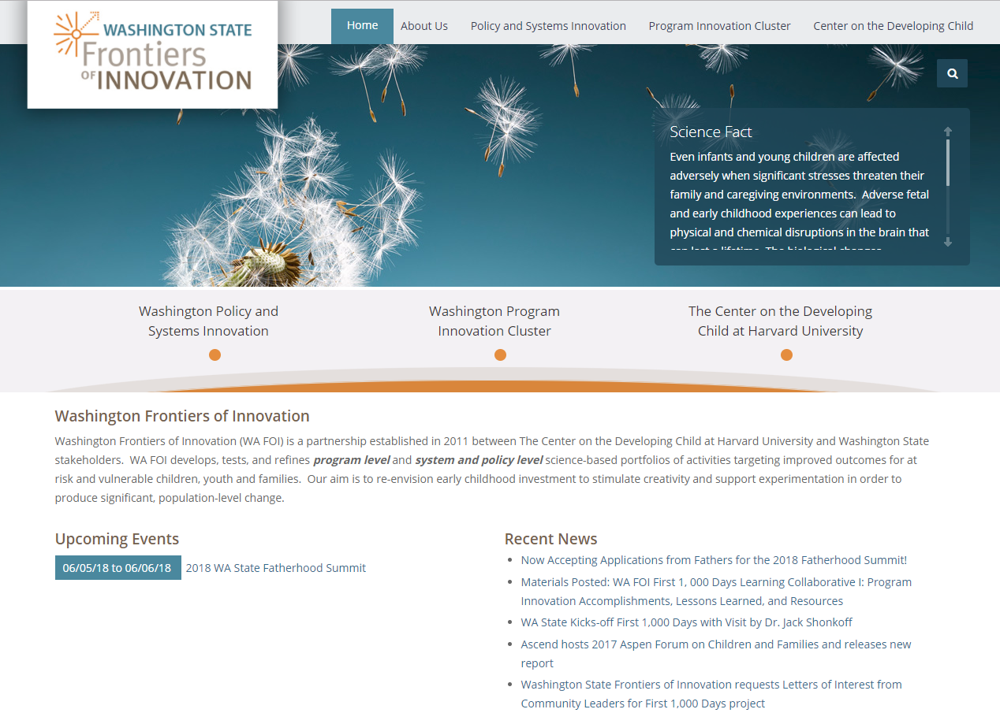 WASHINGTON STATE
Frontiers
OF INNOVATION
Home
About Us
Policy and Systems Innovation
Program Innovation Cluster
Center on the Developing Child
Science Fact
Even infants and young children are affected
adversely when significant stresses threaten their
family and caregiving environments.  Adverse fetal
and early childhood experiences can lead to
physical and chemical disruptions in the brain that
can last a lifetime. The biological changes
Washington Policy and
Systems Innovation
Washington Program
Innovation Cluster
The Center on the Developing
Child at Harvard University
Washington Frontiers of Innovation
Washington Frontiers of Innovation (WA FOI) is a partnership established in 2011 between The Center on the Developing Child at Harvard University and Washington State
stakeholders.  WA FOI develops, tests, and refines program level and system and policy level science-based portfolios of activities targeting improved outcomes for at
risk and vulnerable children, youth and families.  Our aim is to re-envision early childhood investment to stimulate creativity and support experimentation in order to
produce significant, population-level change.
Upcoming Events
06/05/18 to 06/06/18 2018 WA State Fatherhood Summit
Recent News
Now Accepting Applications from Fathers for the 2018 Fatherhood Summit!
Materials Posted: WA FOI First 1, 000 Days Learning Collaborative I: Program
Innovation Accomplishments, Lessons Learned, and Resources
WA State Kicks-off First 1,000 Days with Visit by Dr. Jack Shonkoff
Ascend hosts 2017 Aspen Forum on Children and Families and releases new
report
Washington State Frontiers of Innovation requests Letters of Interest from
Community Leaders for First 1,000 Days project